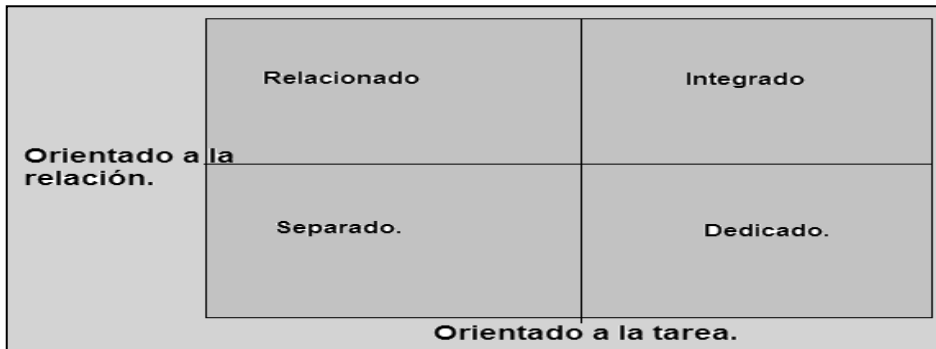 Relacionado
Integrado
Orientado a la
relación.
Separado.
Dedicado.
Orientado a la tarea.